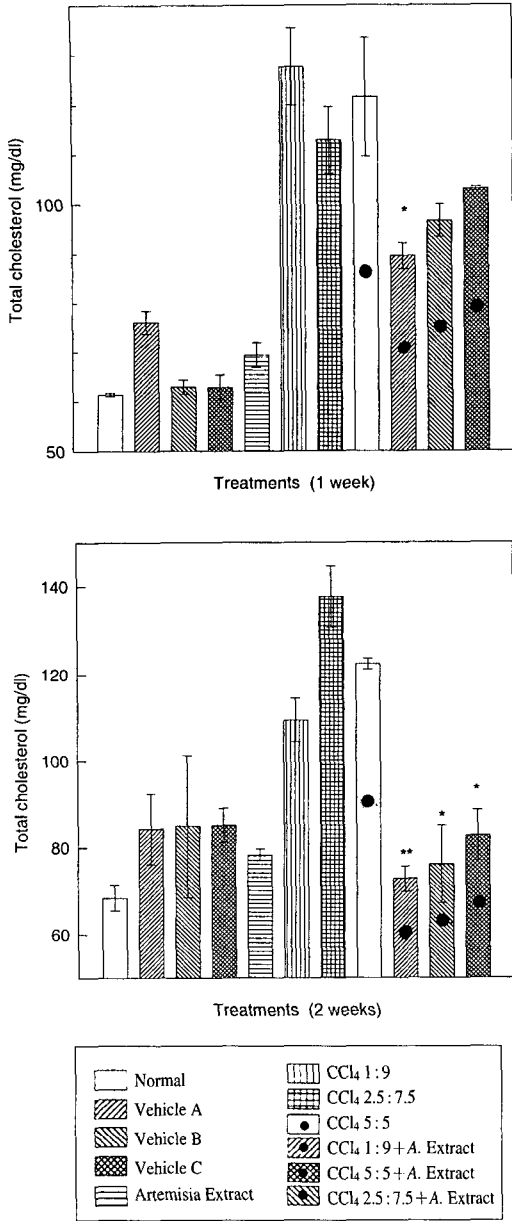 Total cholesterol (mg/dl)
100
50
*
Treatments (1 week)
Total cholesterol (mg/dl)
140
120
100
80
60
**
*
*
Treatments (2 weeks)
Normal
Vehicle A
Vehicle B
Vehicle C
Artemisia Extract
CCl₄ 1:9
CCl₄ 2.5:7.5
CCl₄ 5:5
CCl₄ 1:9+A. Extract
CCl₄ 5:5+A. Extract
CCl₄ 2.5:7.5+A. Extract